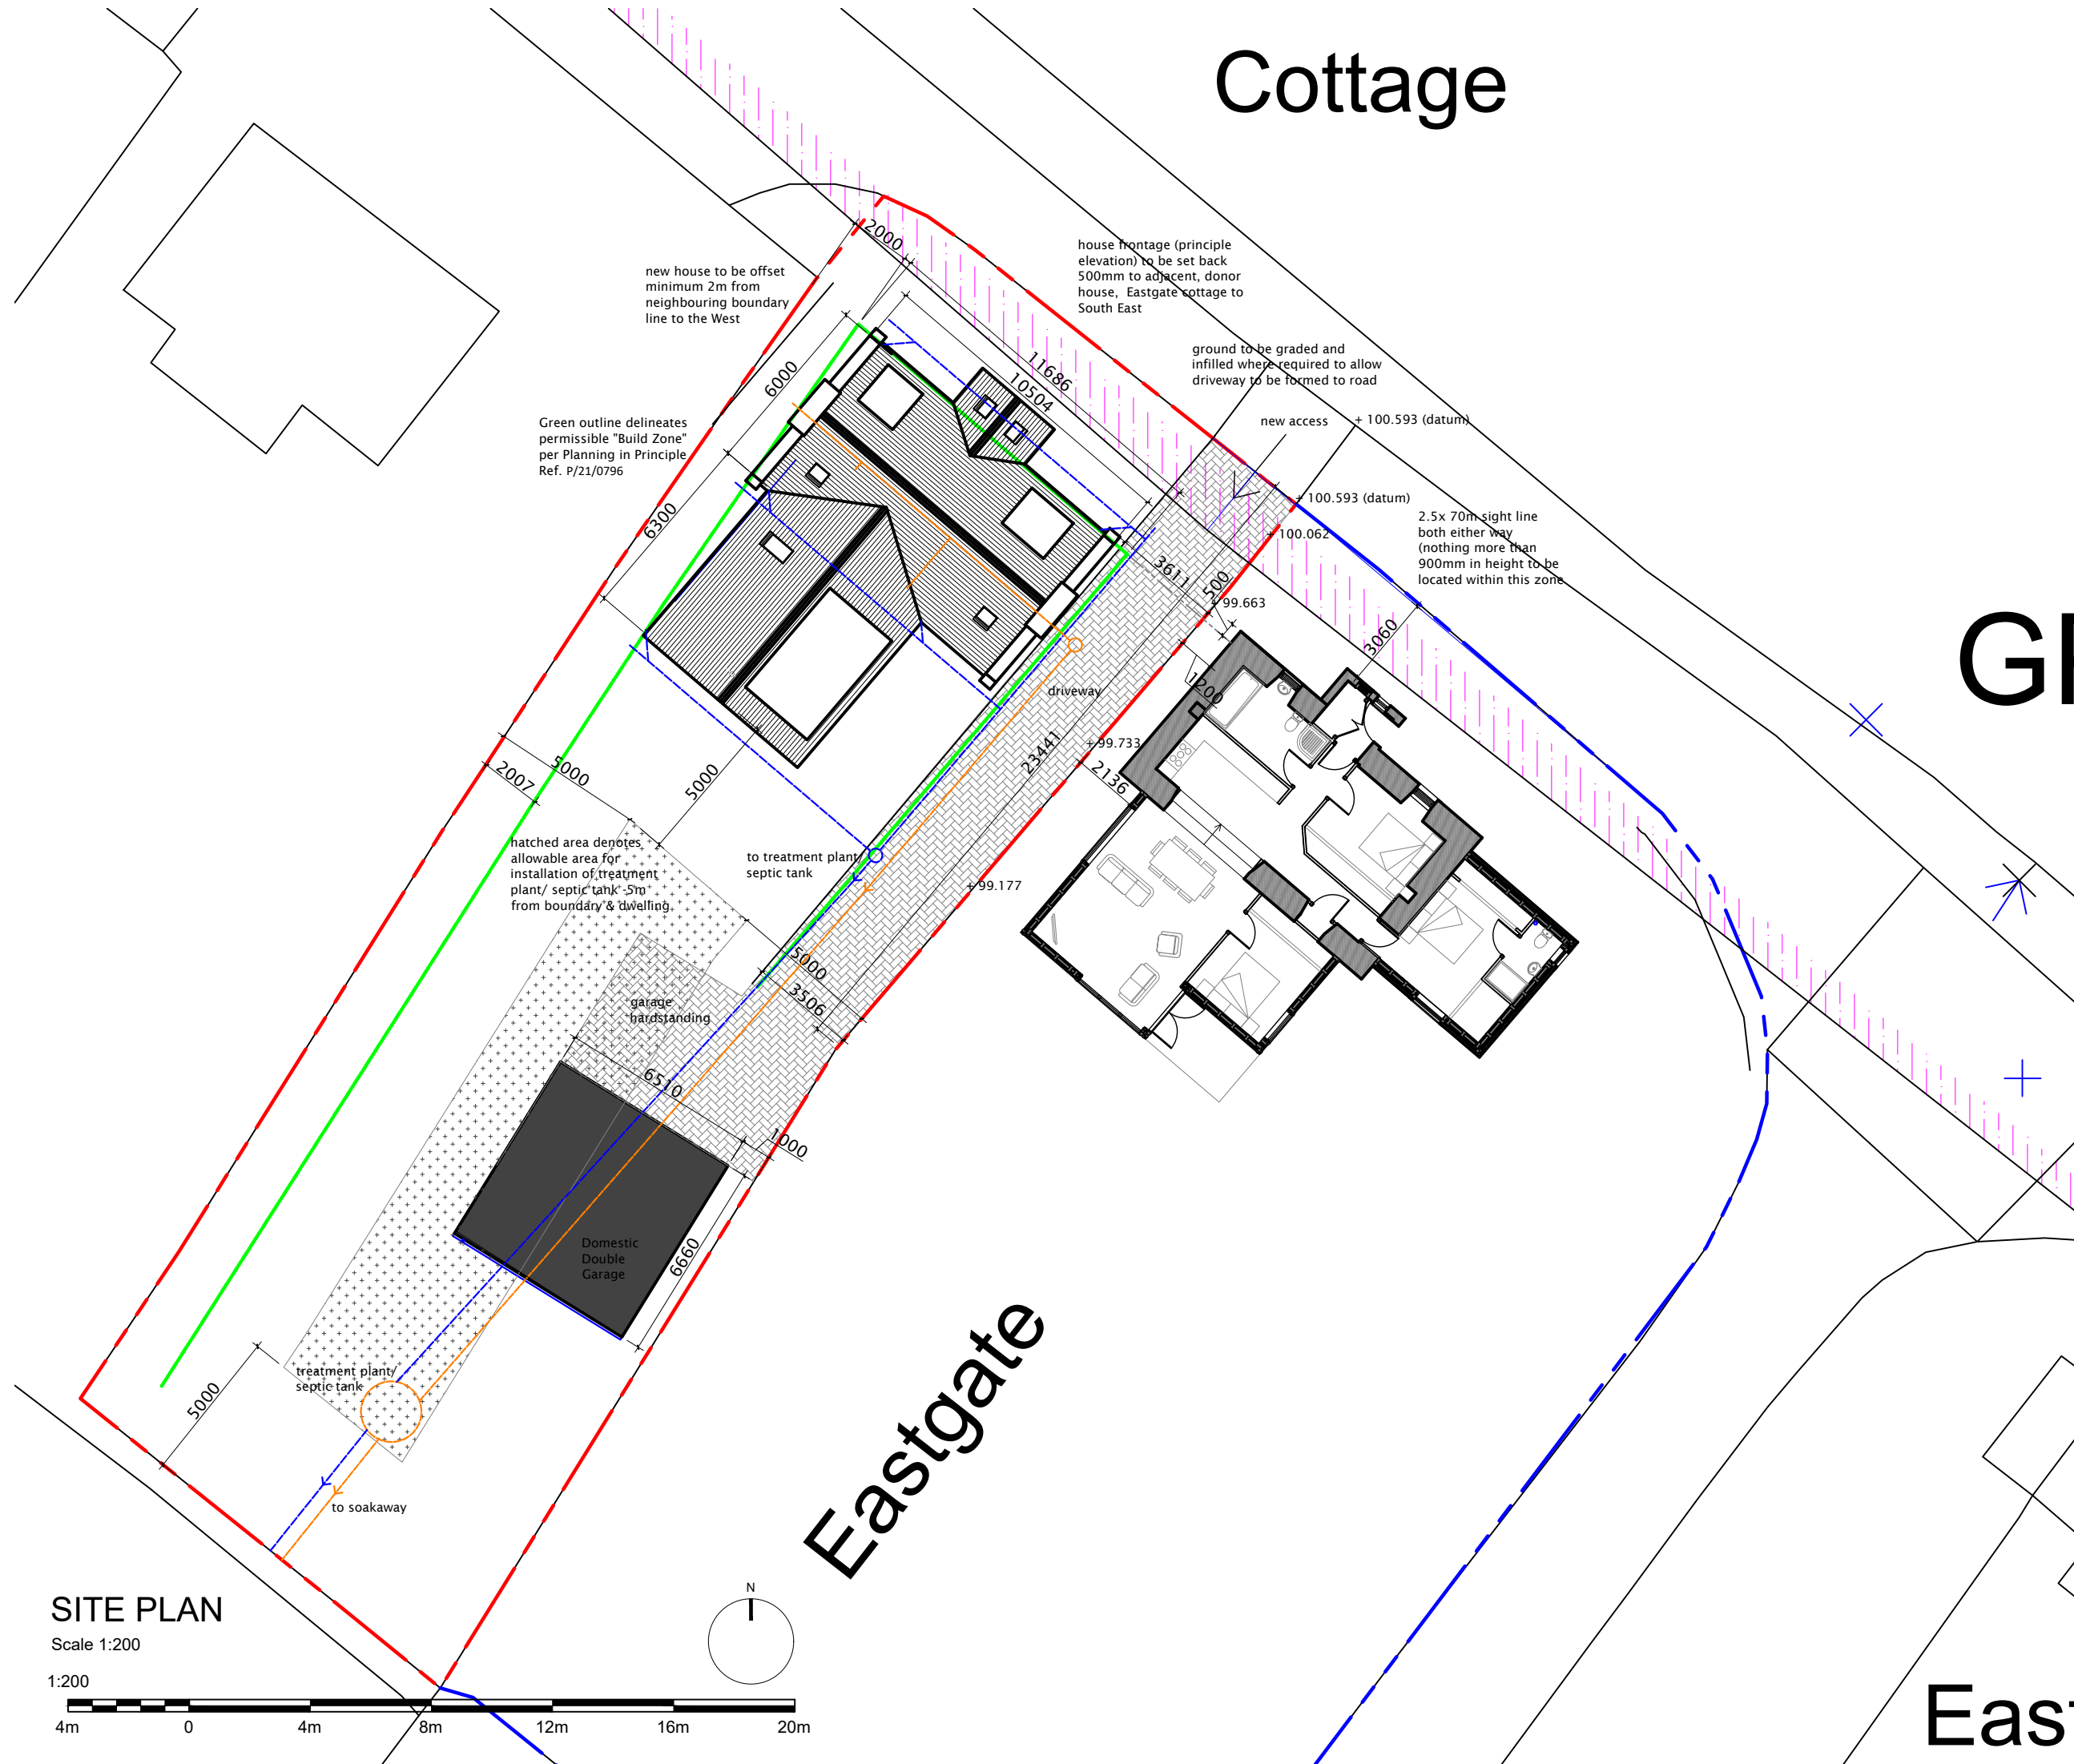 Cottage
2000
house frontage (principle
elevation) to be set back
500mm to adjacent, donor
house, Eastgate cottage to
South East
new house to be offset
minimum 2m from
neighbouring boundary
line to the West
ground to be graded and
infilled where required to allow
driveway to be formed to road
11686
10504
6000
new access
+ 100.593 (datum)
Green outline delineates
permissible "Build Zone"
per Planning in Principle
Ref. P/21/0796
+ 100.593 (datum)
2.5x 70m sight line
both either way
(nothing more than
900mm in height to be
located within this zone
+ 100.062
6300
3611
500
+ 99.663
3060
1200
driveway
+ 99.733
23441
2136
5000
2007
5000
hatched area denotes
allowable area for
installation of treatment
plant/ septic tank -5m
from boundary & dwelling
to treatment plant/
septic tank
+ 99.177
5000
3506
garage
hardstanding
6510
1000
Domestic
Double
Garage
6660
treatment plant/
septic tank
5000
to soakaway
Eastgate
SITE PLAN
Scale 1:200
N
1:200
4m 0 4m 8m 12m 16m 20m
East